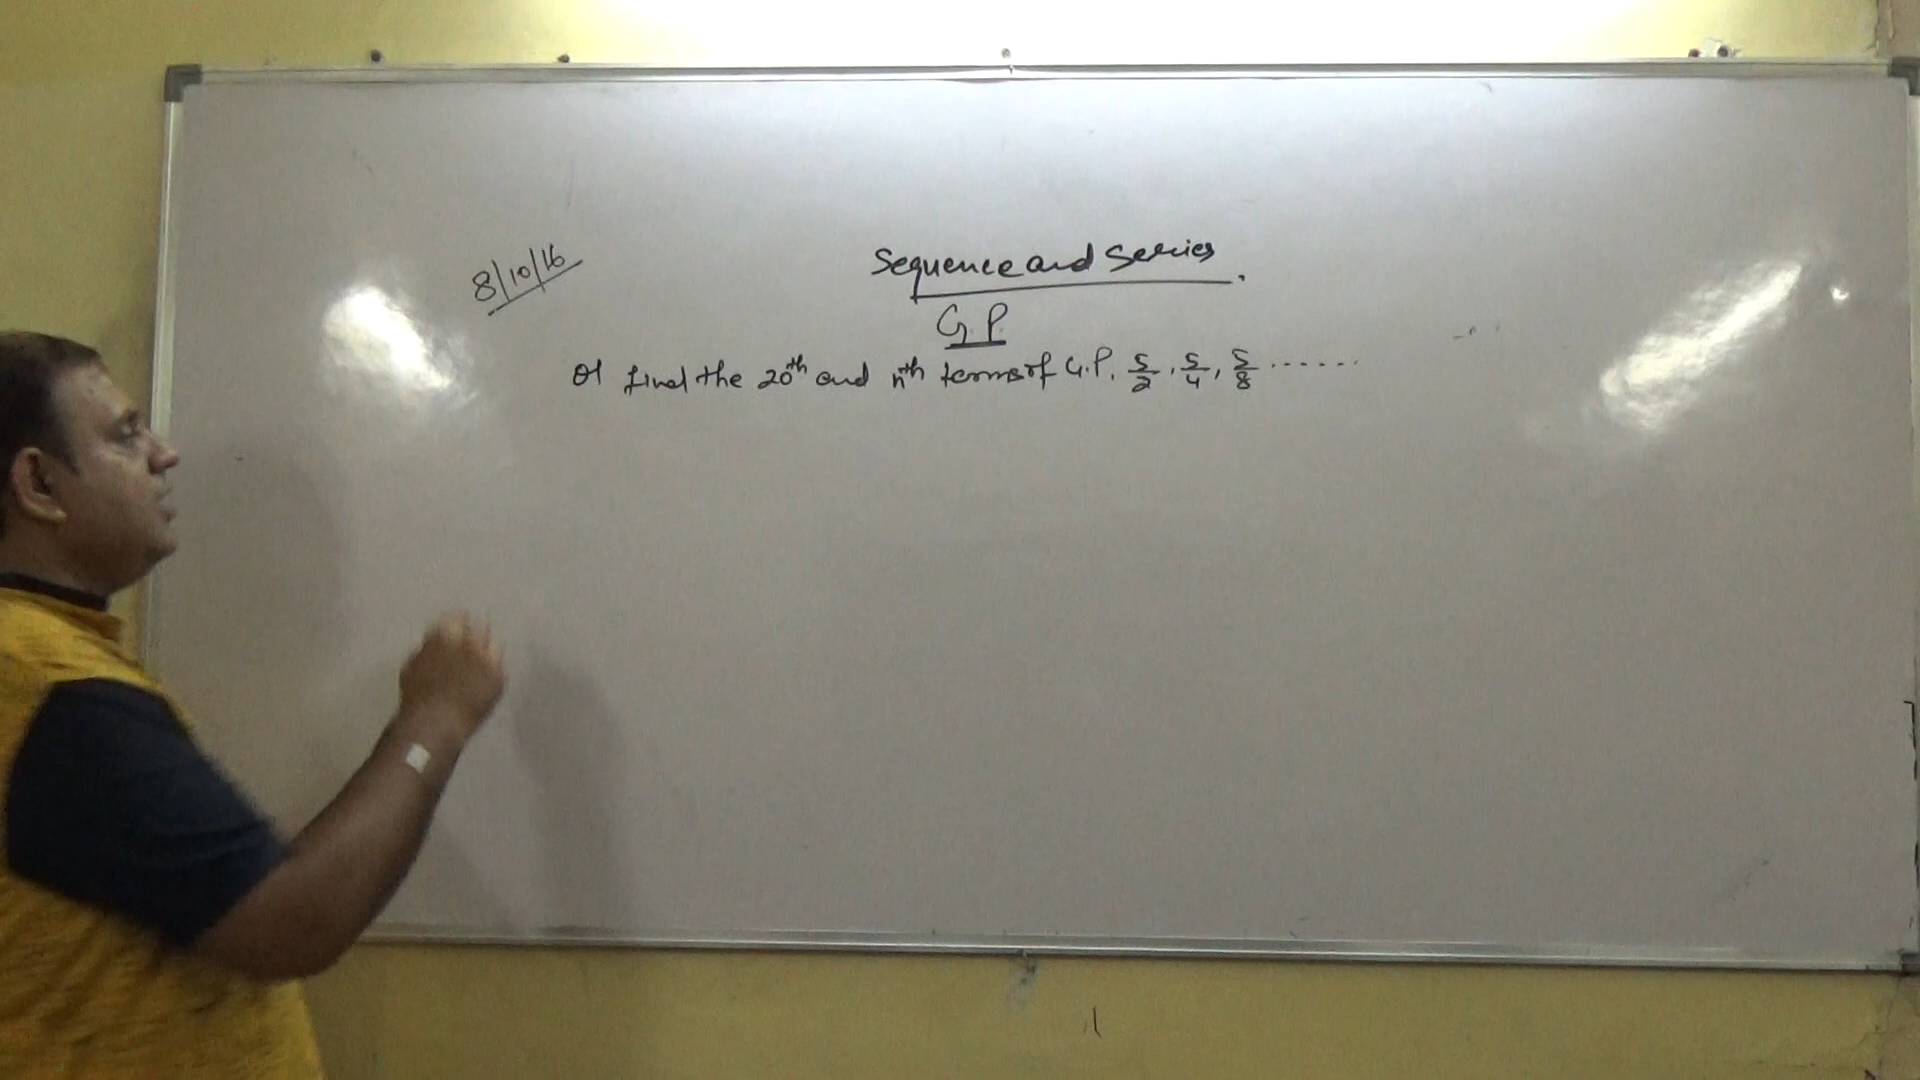 8/10/16
Sequence and Series.
G.P.
Q1 find the 20th and nth terms of G.P. 5/2, 5/4, 5/8 ......